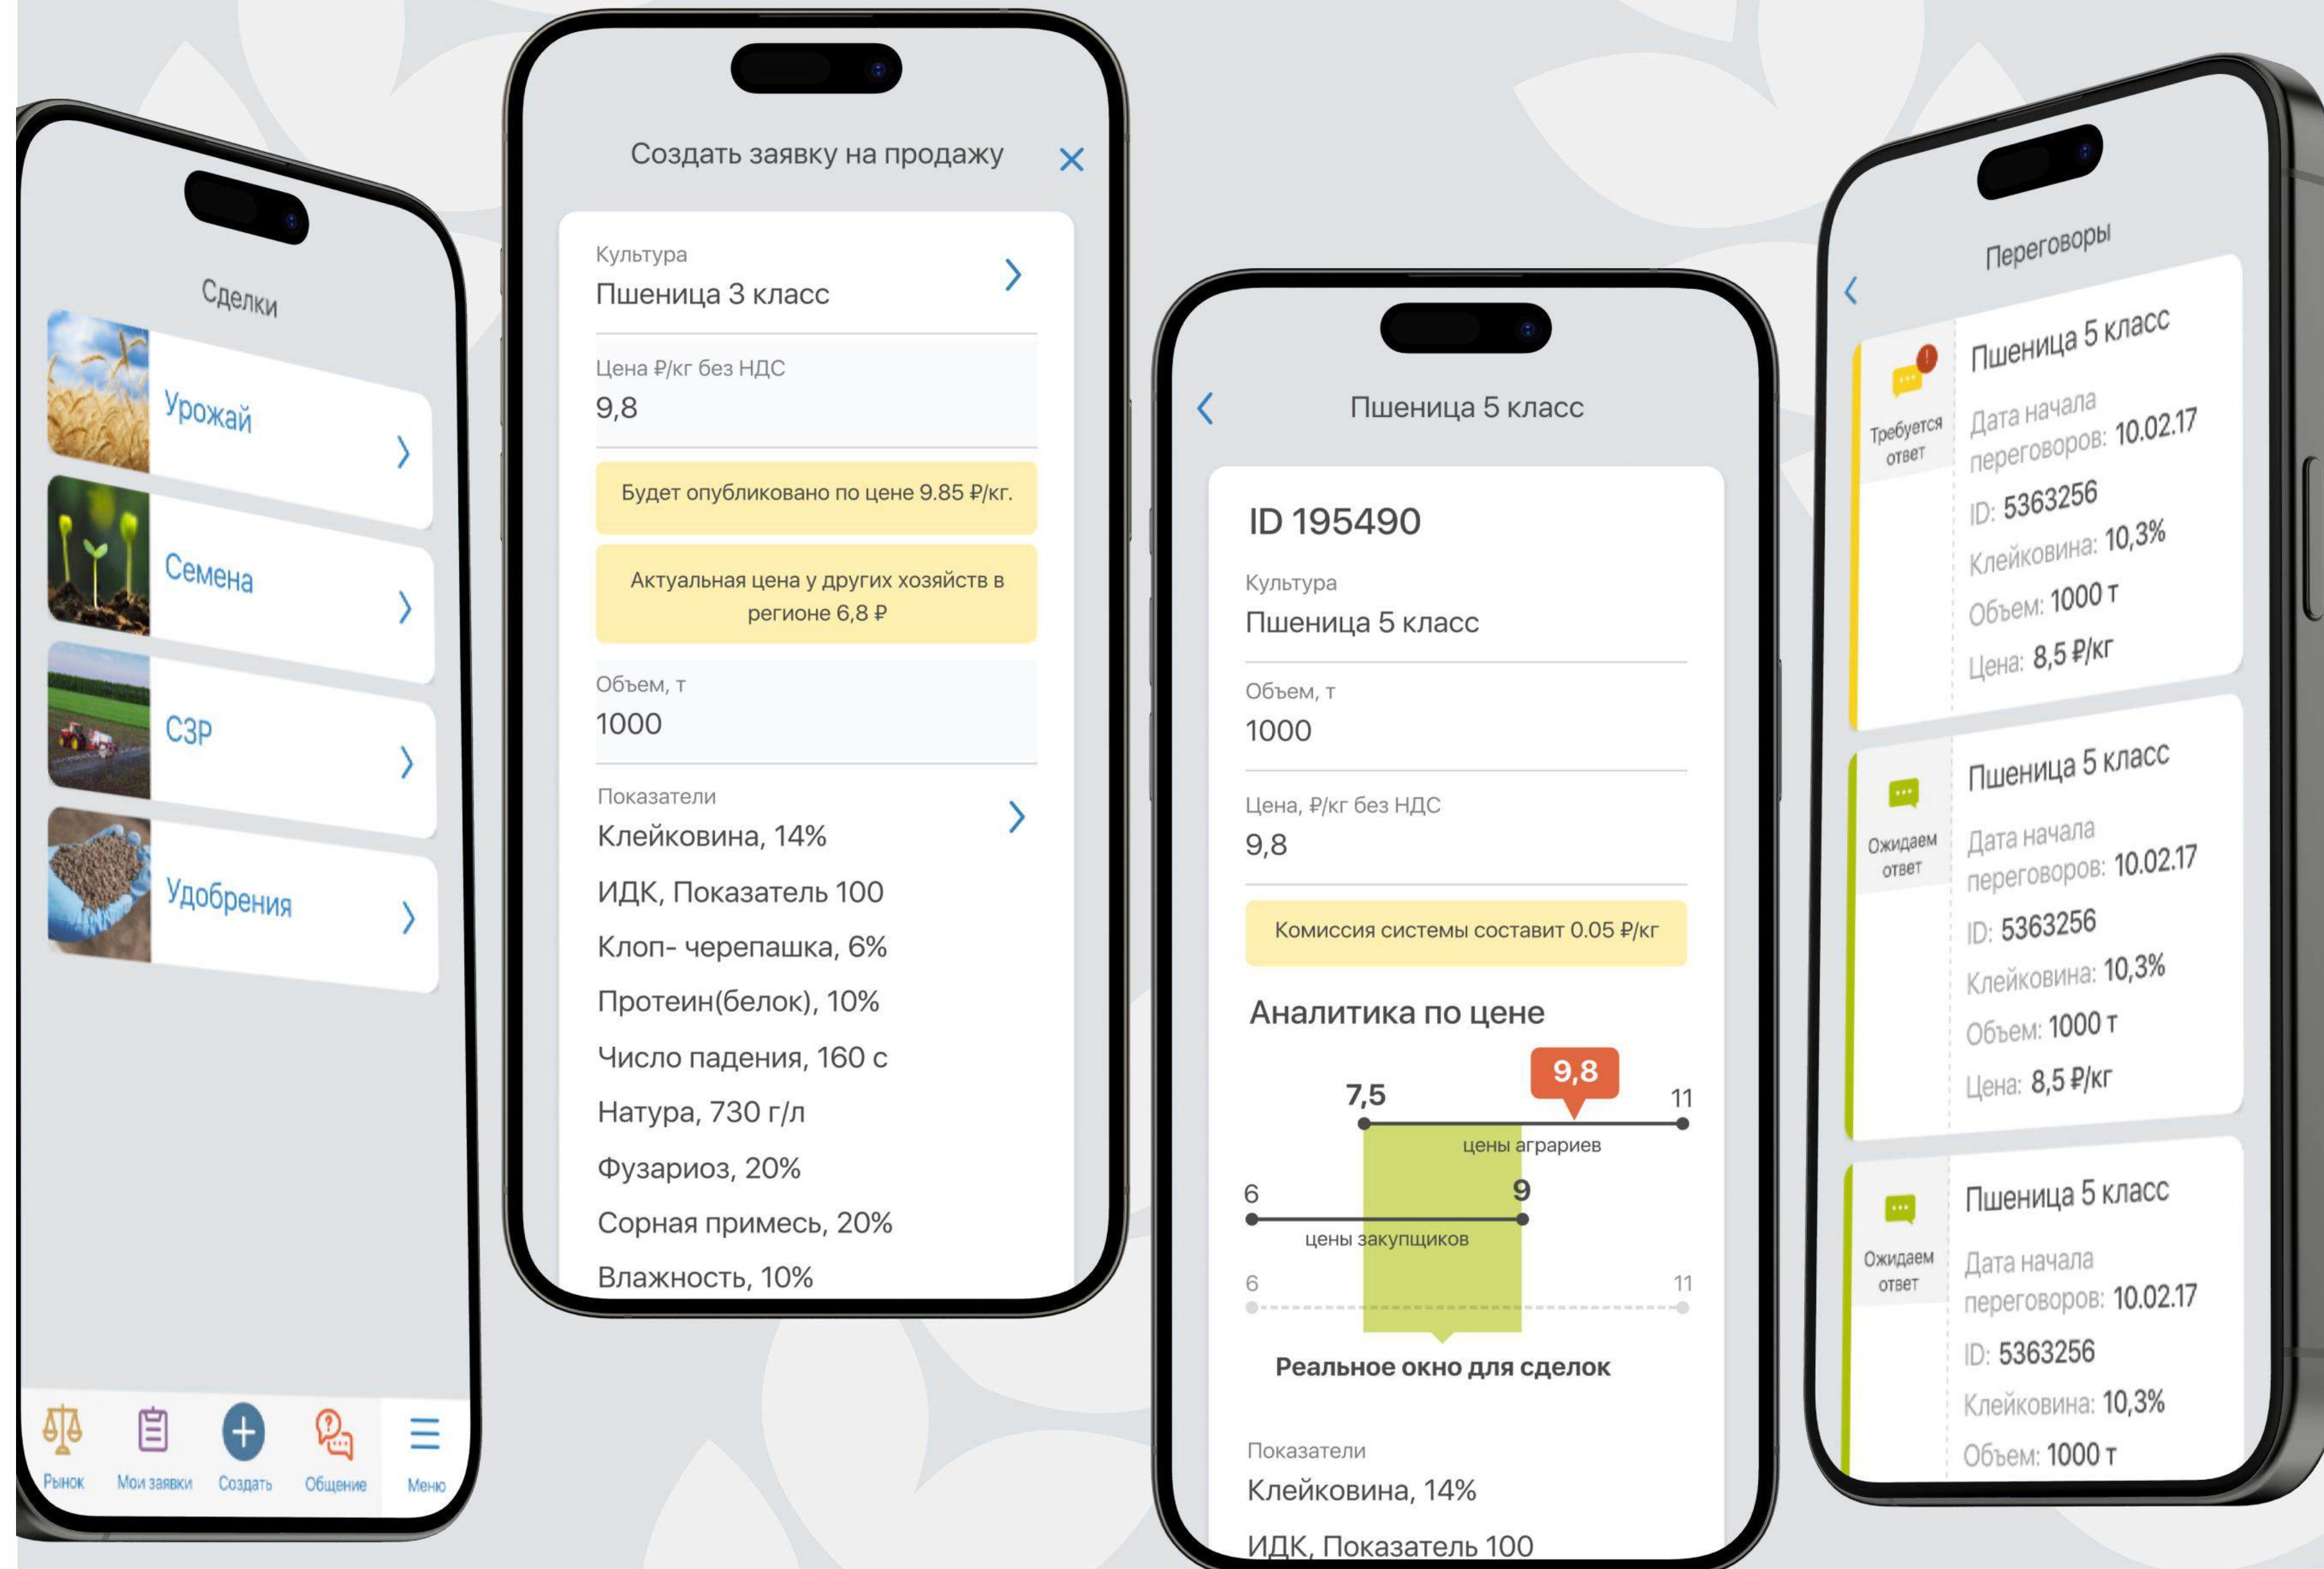 Сделки
Урожай
Семена
СЗР
Удобрения
Рынок
Мои заявки
Создать
Общение
Меню
Создать заявку на продажу
Культура
Пшеница 3 класс
Цена ₽/кг без НДС
9,8
Будет опубликовано по цене 9.85 ₽/кг.
Актуальная цена у других хозяйств в
регионе 6,8 ₽
Объем, т
1000
Показатели
Клейковина, 14%
ИДК, Показатель 100
Клоп- черепашка, 6%
Протеин(белок), 10%
Число падения, 160 с
Натура, 730 г/л
Фузариоз, 20%
Сорная примесь, 20%
Влажность, 10%
Пшеница 5 класс
ID 195490
Культура
Пшеница 5 класс
Объем, т
1000
Цена, ₽/кг без НДС
9,8
Комиссия системы составит 0.05 ₽/кг
Аналитика по цене
9,8
7,5 11
цены аграриев
6 9
цены закупщиков
6 11
Реальное окно для сделок
Показатели
Клейковина, 14%
ИДК, Показатель 100
Переговоры
Требуется
ответ
Пшеница 5 класс
Дата начала
переговоров: 10.02.17
ID: 5363256
Клейковина: 10,3%
Объем: 1000 т
Цена: 8,5 ₽/кг
Ожидаем
ответ
Пшеница 5 класс
Дата начала
переговоров: 10.02.17
ID: 5363256
Клейковина: 10,3%
Объем: 1000 т
Цена: 8,5 ₽/кг
Ожидаем
ответ
Пшеница 5 класс
Дата начала
переговоров: 10.02.17
ID: 5363256
Клейковина: 10,3%
Объем: 1000 т